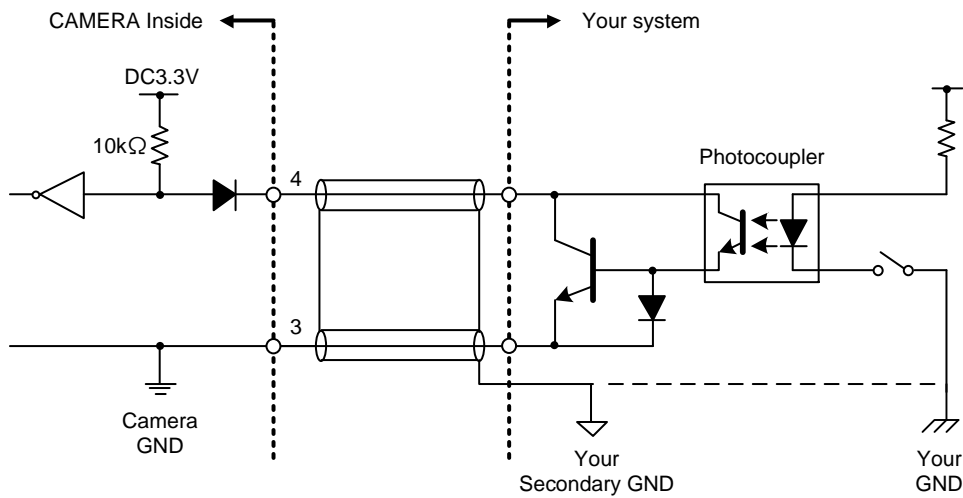 CAMERA Inside
Your system
DC3.3V
10kΩ
Photocoupler
4
3
Camera
GND
Your
Secondary GND
Your
GND